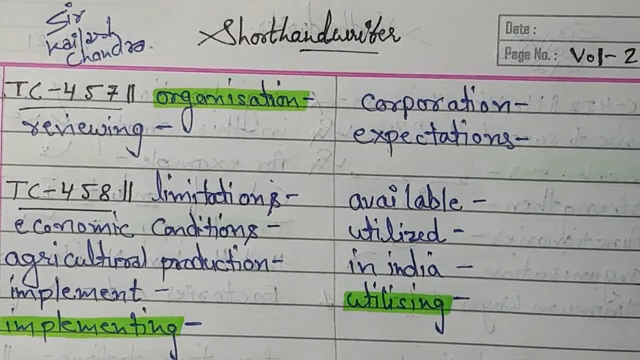 Sir Kailash Chandra.
Shorthandwriter
Date:
Page No.: Vol-2
TC-457|| organisation-
reviewing -
corporation-
expectations-
TC-458|| limitations-
economic conditions-
agricultural production-
implement -
implementing-
available -
utilized -
in india -
utilising-